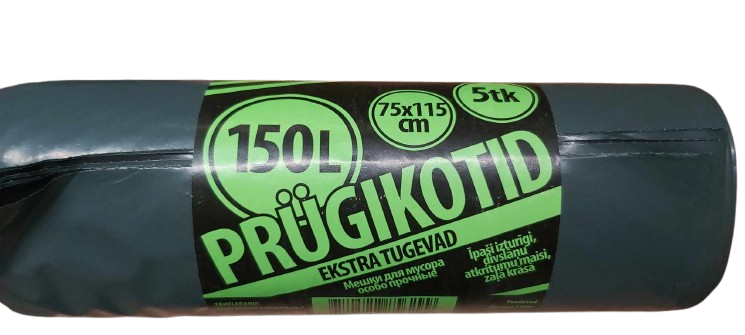 150L
75x115
cm
5tk
PRÜGIKOTID
EKSTRA TUGEVAD
Мешки для мусора
особо прочные
Īpaši izturīgi,
divslāņu
atkritumu maisi,
zaļa krāsa